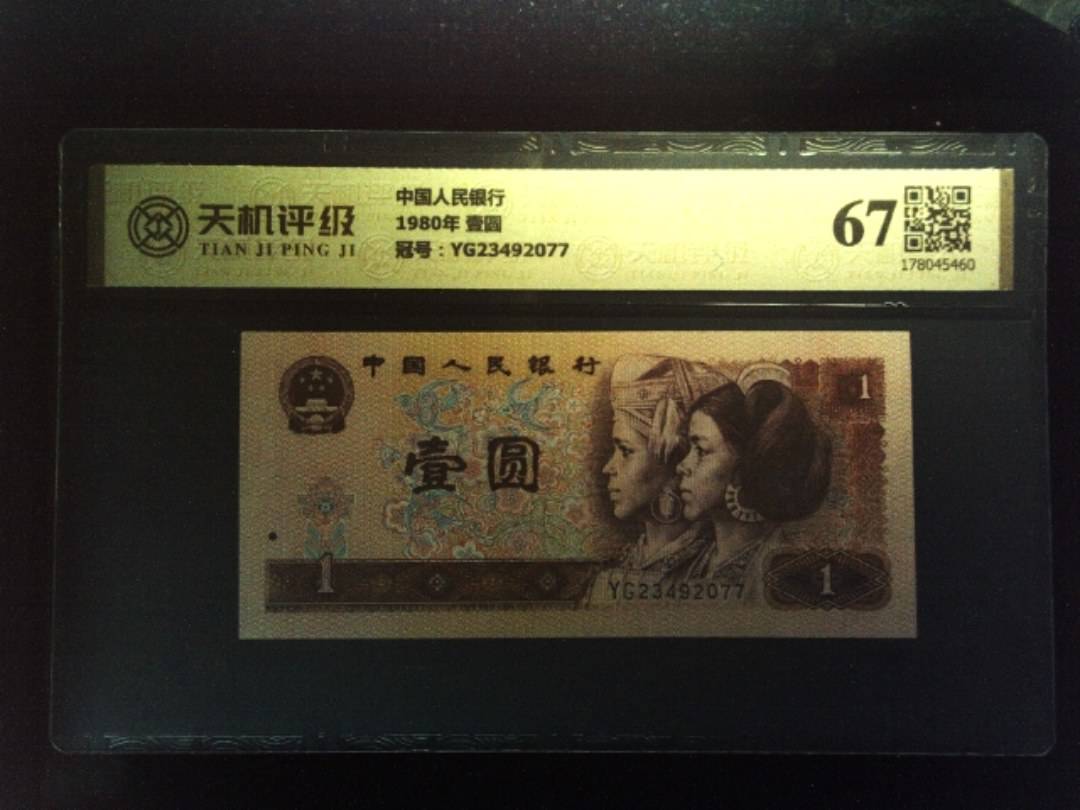 天机评级
TIAN JI PING JI
中国人民银行
1980年 壹圆
冠号：YG23492077
67
178045460
中国人民银行
壹圆
1
1
YG23492077
1